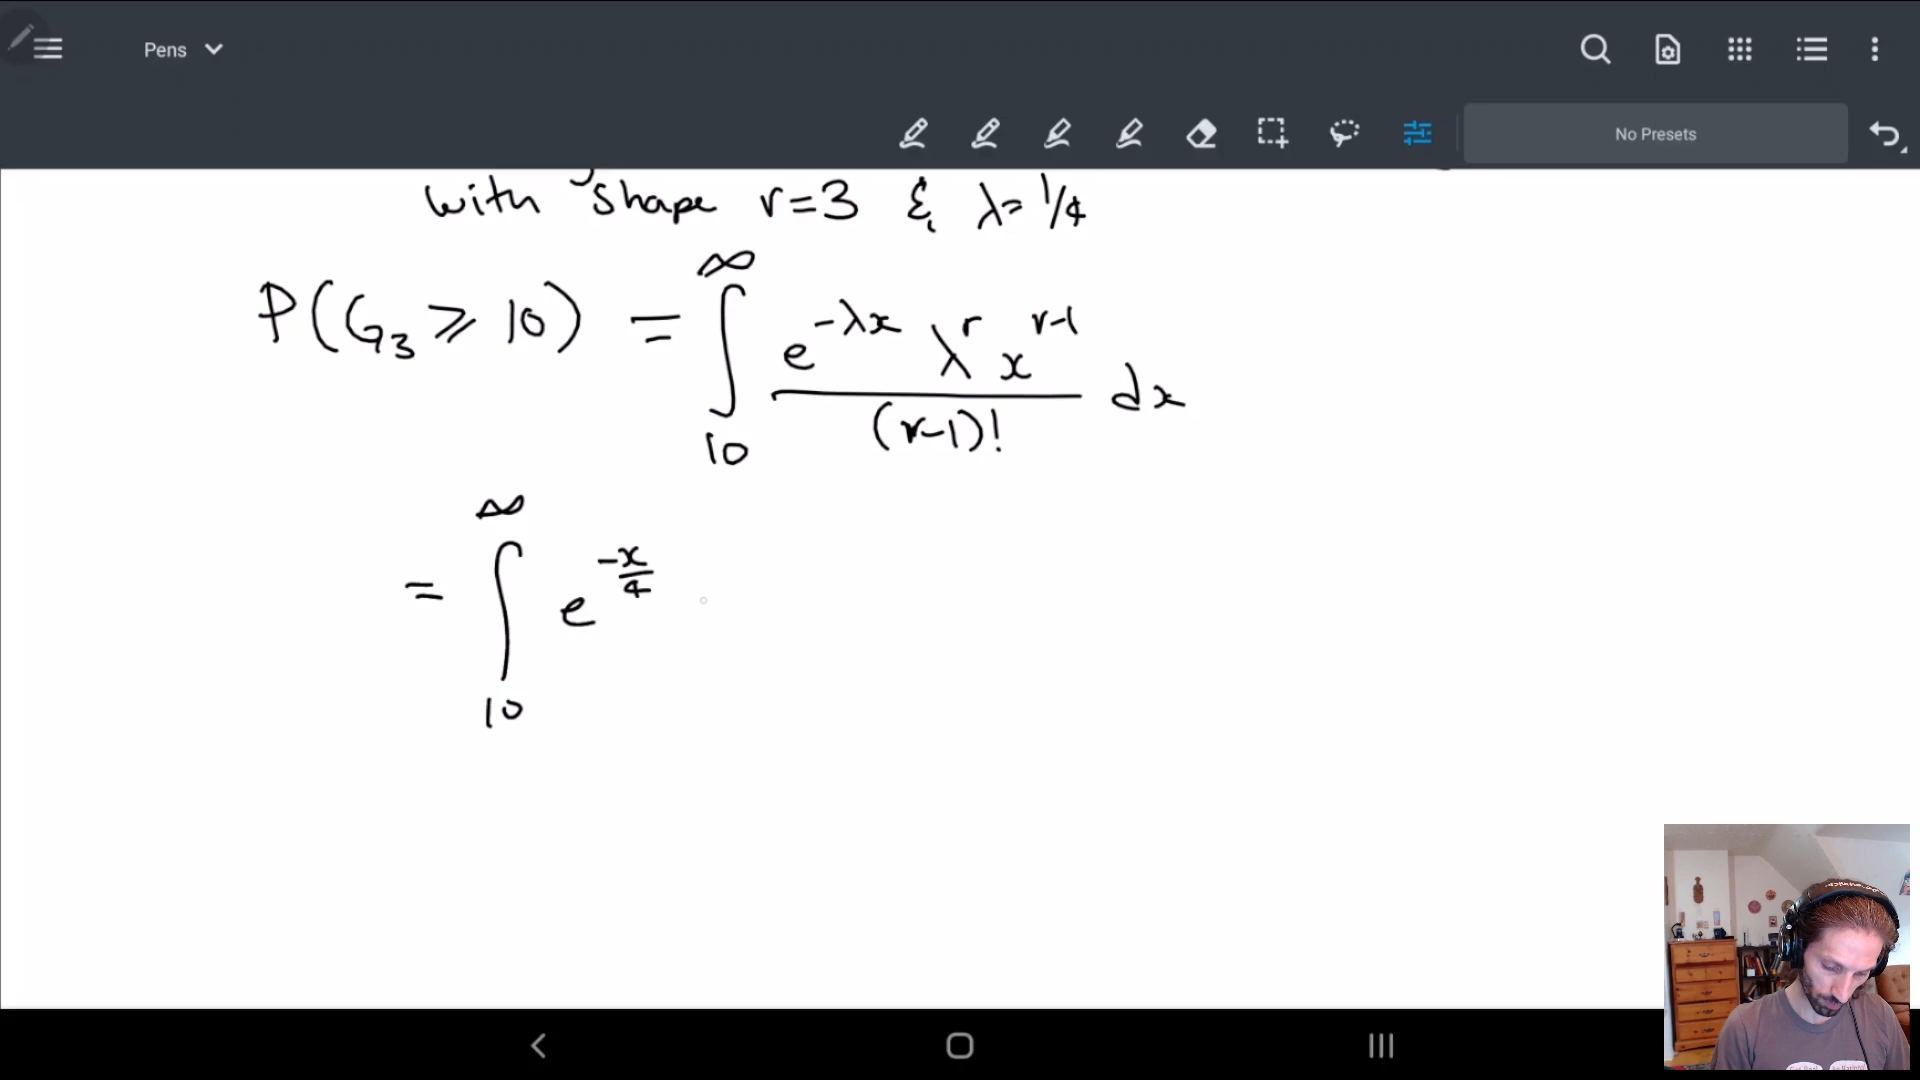 Pens
No Presets
with shape r=3 & λ=1/4
P(G₃ ⩾ 10) = ∫₁₀^∞ e^(-λx) λ^r x^(r-1) / (r-1)! dx
= ∫₁₀^∞ e^(-x/4)